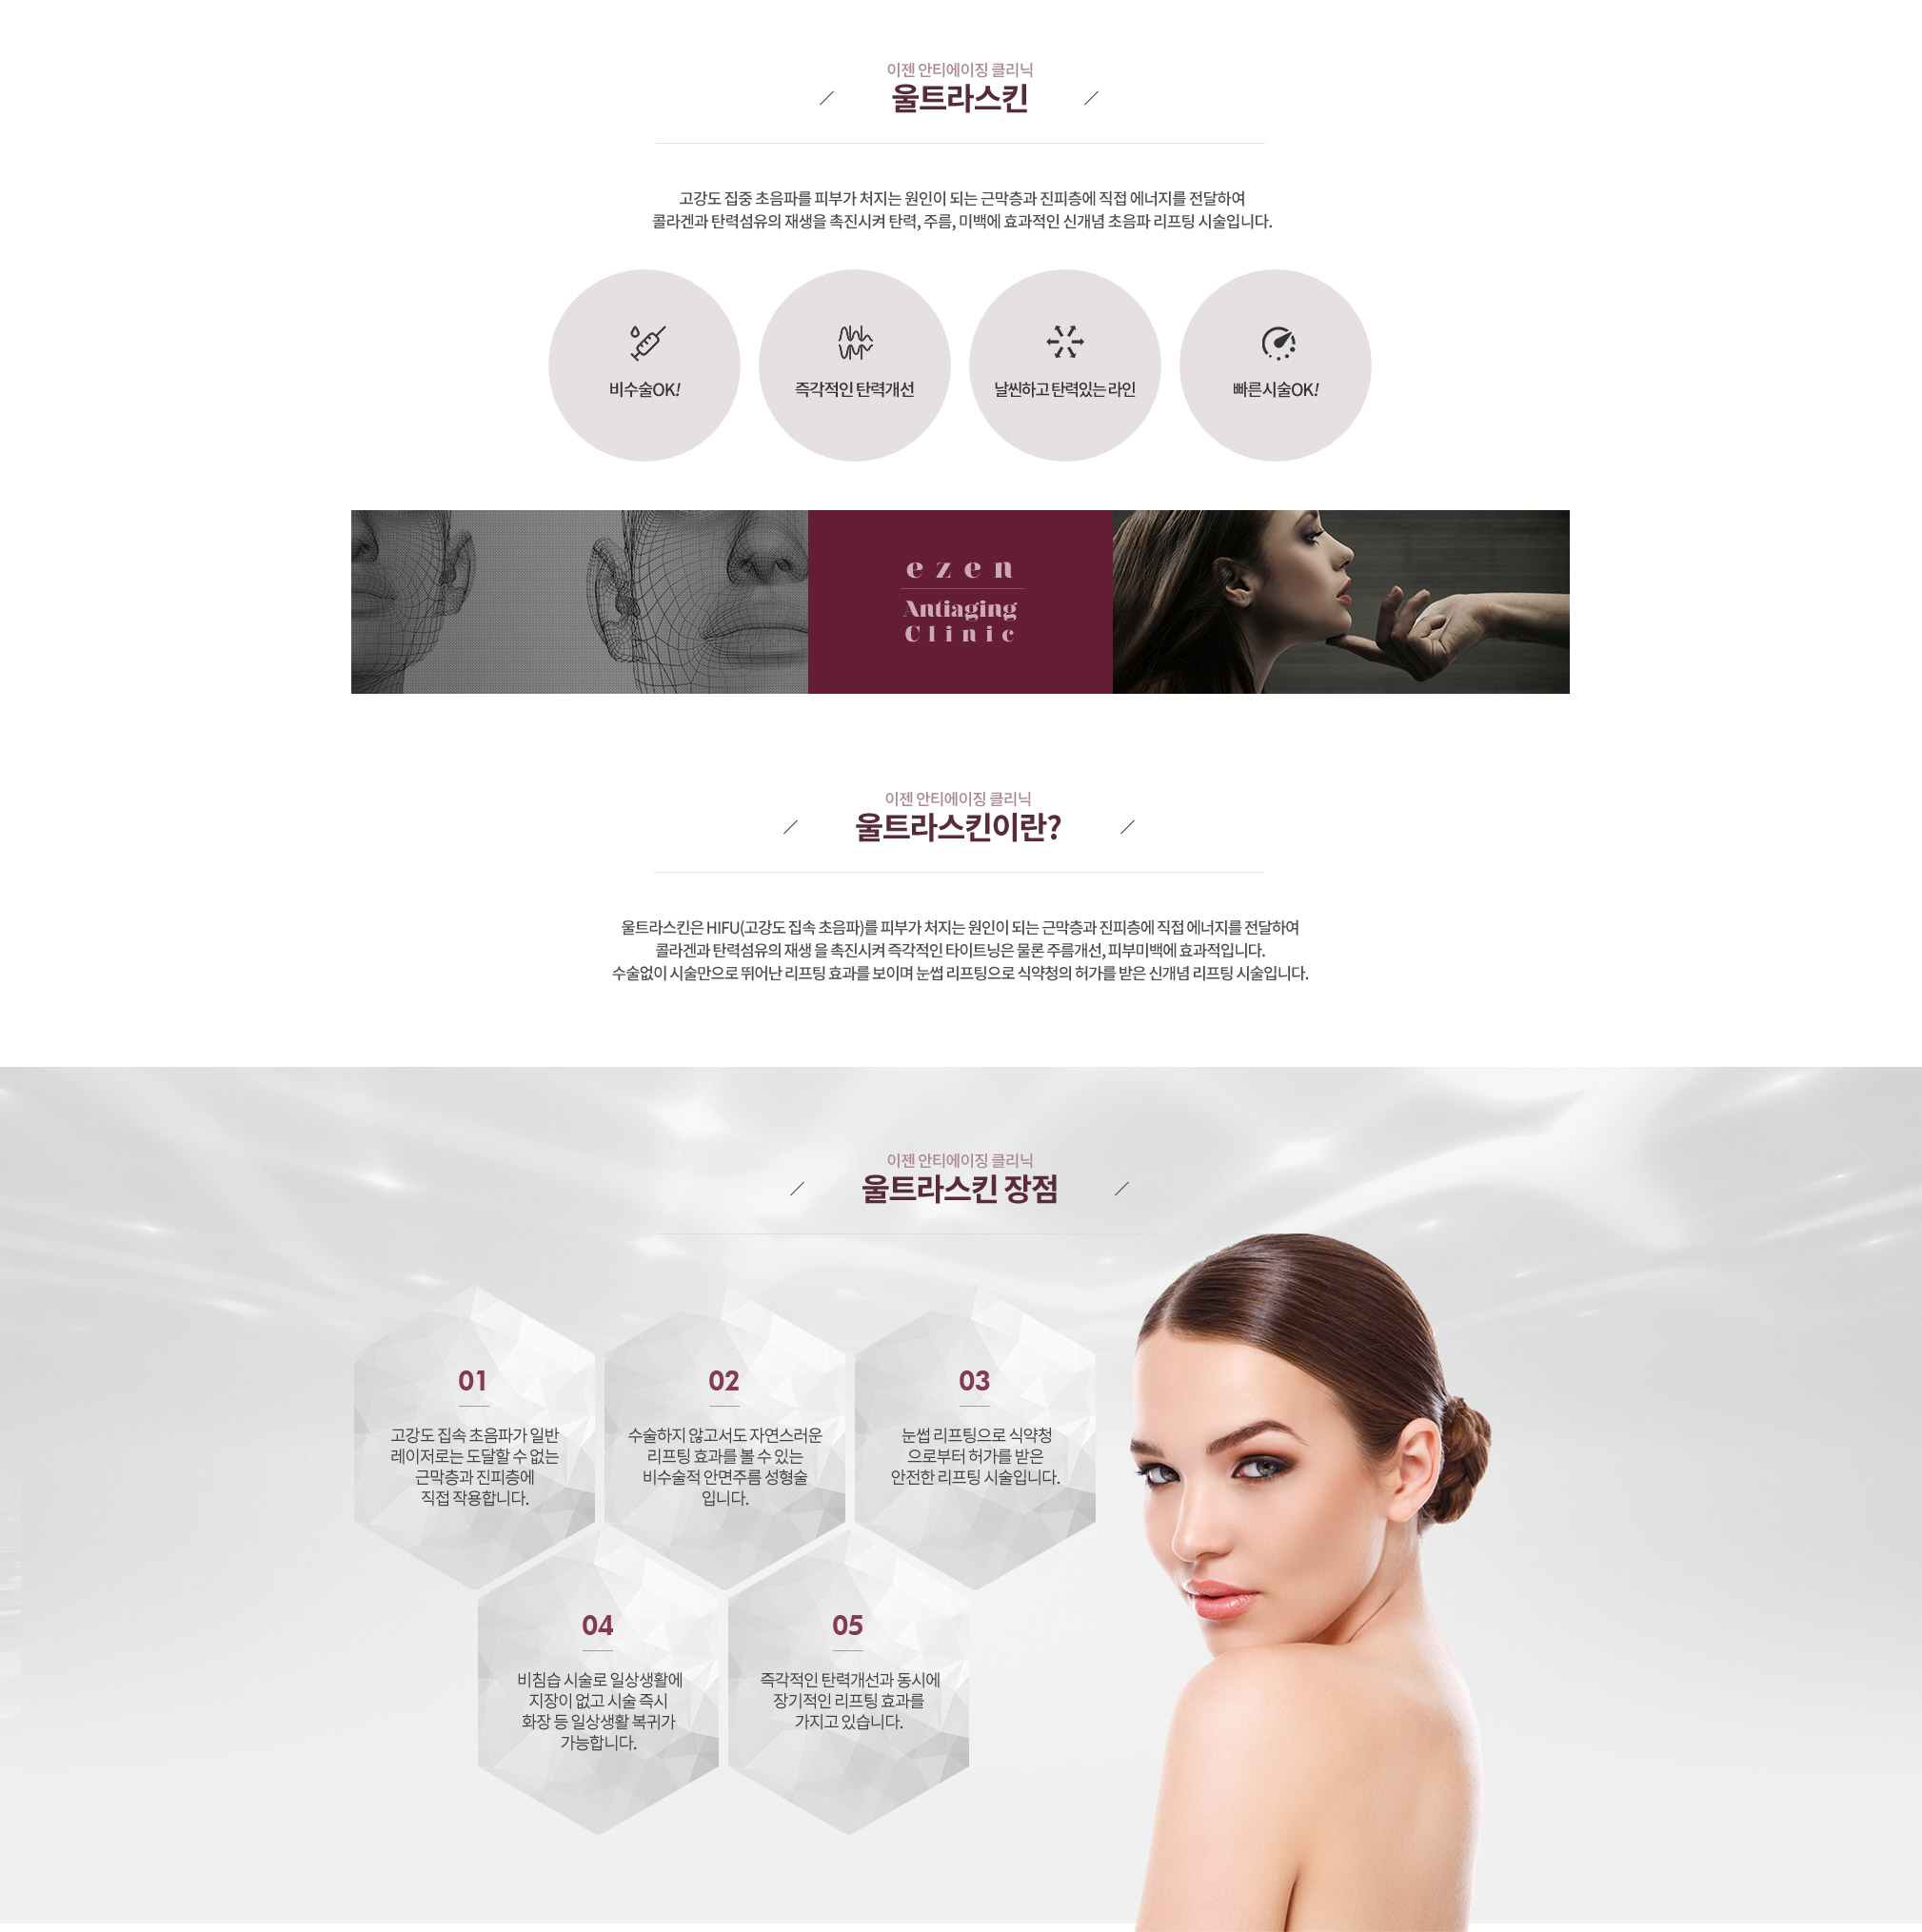 이젠 안티에이징 클리닉
울트라스킨
고강도 집중 초음파를 피부가 처지는 원인이 되는 근막층과 진피층에 직접 에너지를 전달하여
콜라겐과 탄력섬유의 재생을 촉진시켜 탄력, 주름, 미백에 효과적인 신개념 초음파 리프팅 시술입니다.
비수술OK!
즉각적인 탄력개선
날씬하고 탄력있는 라인
빠른시술OK!
ezen
Antiaging
Clinic
이젠 안티에이징 클리닉
울트라스킨이란?
울트라스킨은 HIFU(고강도 집속 초음파)를 피부가 처지는 원인이 되는 근막층과 진피층에 직접 에너지를 전달하여
콜라겐과 탄력섬유의 재생 을 촉진시켜 즉각적인 타이트닝은 물론 주름개선, 피부미백에 효과적입니다.
수술없이 시술만으로 뛰어난 리프팅 효과를 보이며 눈썹 리프팅으로 식약청의 허가를 받은 신개념 리프팅 시술입니다.
이젠 안티에이징 클리닉
울트라스킨 장점
01
고강도 집속 초음파가 일반
레이저로는 도달할 수 없는
근막층과 진피층에
직접 작용합니다.
02
수술하지 않고서도 자연스러운
리프팅 효과를 볼 수 있는
비수술적 안면주름 성형술
입니다.
03
눈썹 리프팅으로 식약청
으로부터 허가를 받은
안전한 리프팅 시술입니다.
04
비침습 시술로 일상생활에
지장이 없고 시술 즉시
화장 등 일상생활 복귀가
가능합니다.
05
즉각적인 탄력개선과 동시에
장기적인 리프팅 효과를
가지고 있습니다.